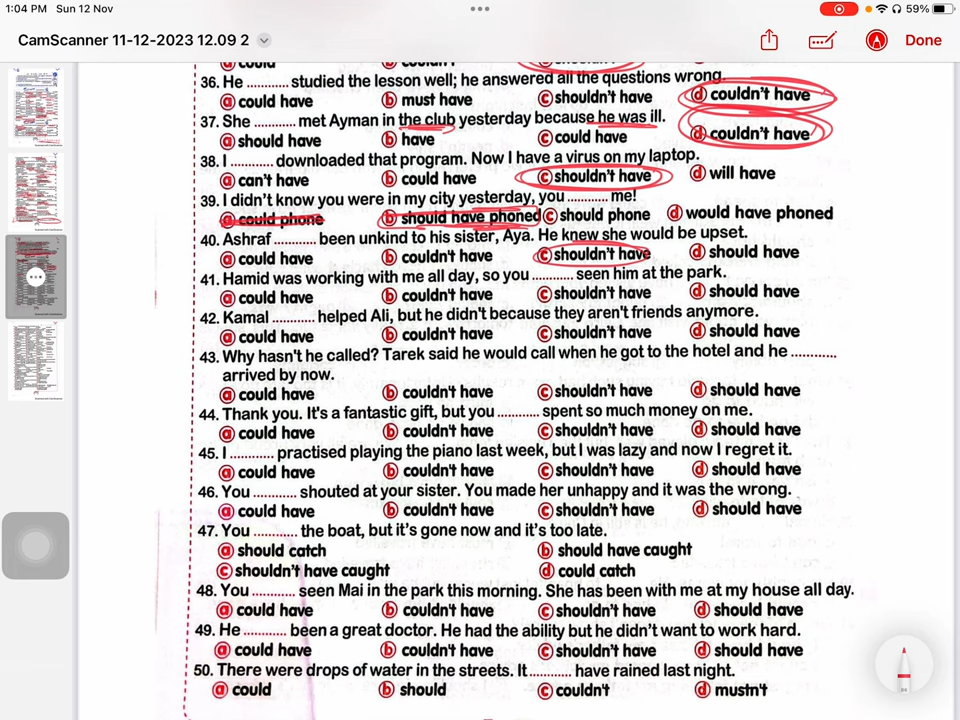 1:04 PM Sun 12 Nov
59%
CamScanner 11-12-2023 12.09 2
Done
36. He ........... studied the lesson well; he answered all the questions wrong.
ⓐ could have ⓑ must have ⓒ shouldn't have ⓓ couldn't have
37. She ........... met Ayman in the club yesterday because he was ill.
ⓐ should have ⓑ have ⓒ could have ⓓ couldn't have
38. I ........... downloaded that program. Now I have a virus on my laptop.
ⓐ can't have ⓑ could have ⓒ shouldn't have ⓓ will have
39. I didn't know you were in my city yesterday, you ........... me!
ⓐ could phone ⓑ should have phoned ⓒ should phone ⓓ would have phoned
40. Ashraf ........... been unkind to his sister, Aya. He knew she would be upset.
ⓐ could have ⓑ couldn't have ⓒ shouldn't have ⓓ should have
41. Hamid was working with me all day, so you ........... seen him at the park.
ⓐ could have ⓑ couldn't have ⓒ shouldn't have ⓓ should have
42. Kamal ........... helped Ali, but he didn't because they aren't friends anymore.
ⓐ could have ⓑ couldn't have ⓒ shouldn't have ⓓ should have
43. Why hasn't he called? Tarek said he would call when he got to the hotel and he ............
arrived by now.
ⓐ could have ⓑ couldn't have ⓒ shouldn't have ⓓ should have
44. Thank you. It's a fantastic gift, but you ........... spent so much money on me.
ⓐ could have ⓑ couldn't have ⓒ shouldn't have ⓓ should have
45. I ........... practised playing the piano last week, but I was lazy and now I regret it.
ⓐ could have ⓑ couldn't have ⓒ shouldn't have ⓓ should have
46. You ........... shouted at your sister. You made her unhappy and it was the wrong.
ⓐ could have ⓑ couldn't have ⓒ shouldn't have ⓓ should have
47. You ........... the boat, but it's gone now and it's too late.
ⓐ should catch ⓑ should have caught
ⓒ shouldn't have caught ⓓ could catch
48. You ........... seen Mai in the park this morning. She has been with me at my house all day.
ⓐ could have ⓑ couldn't have ⓒ shouldn't have ⓓ should have
49. He ........... been a great doctor. He had the ability but he didn't want to work hard.
ⓐ could have ⓑ couldn't have ⓒ shouldn't have ⓓ should have
50. There were drops of water in the streets. It ........... have rained last night.
ⓐ could ⓑ should ⓒ couldn't ⓓ mustn't